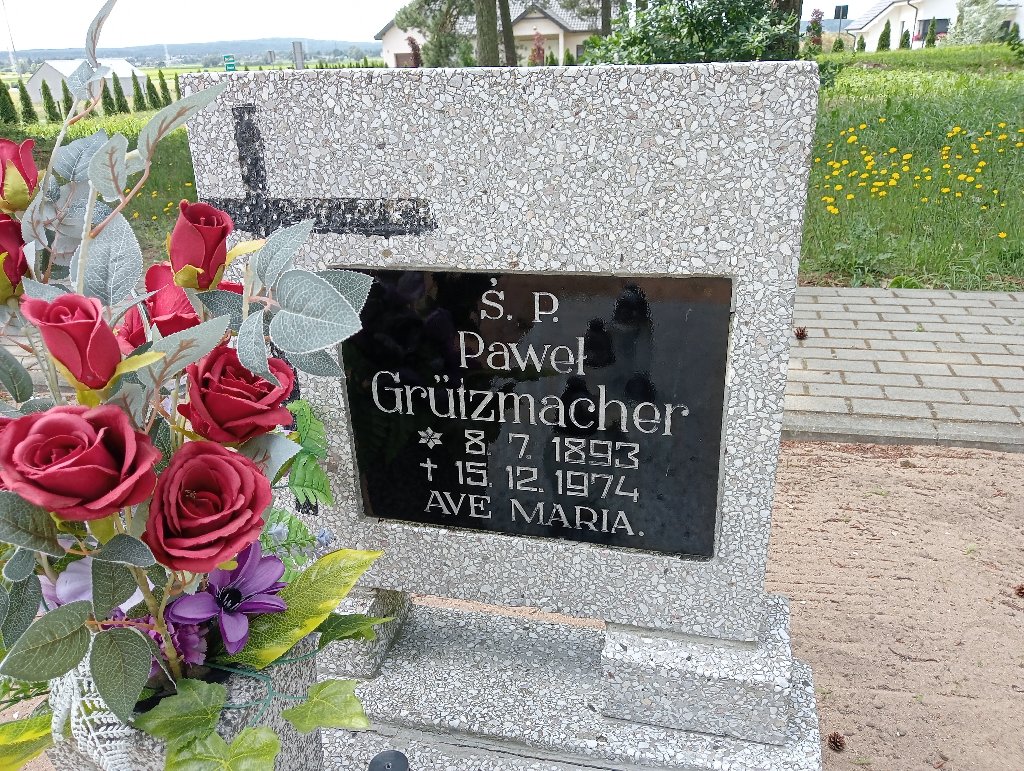 Ś. P.
Paweł
Grützmacher
* 8. 7. 1893
† 15. 12. 1974
AVE MARIA.